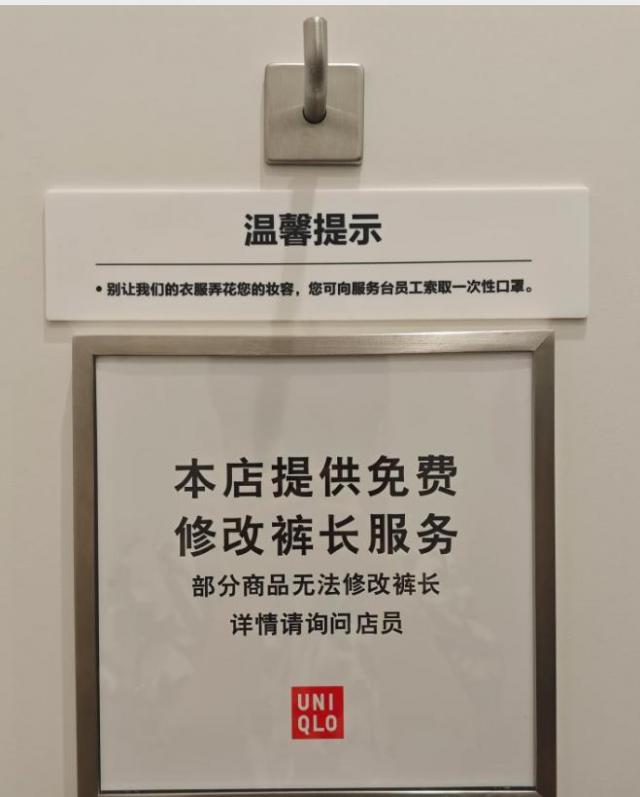 温馨提示
• 别让我们的衣服弄花您的妆容，您可向服务台员工索取一次性口罩。
本店提供免费
修改裤长服务
部分商品无法修改裤长
详情请询问店员
UNI
QLO